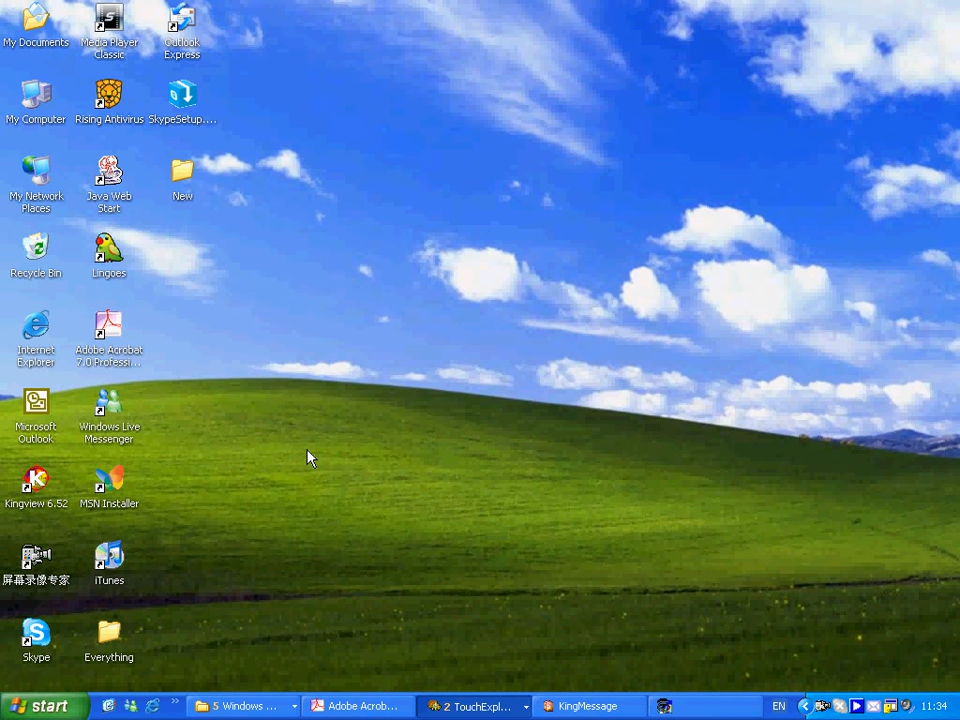 My Documents
Media Player
Classic
Outlook
Express
My Computer
Rising Antivirus
SkypeSetup....
My Network
Places
Java Web
Start
New
Recycle Bin
Lingoes
Internet
Explorer
Adobe Acrobat
7.0 Professi...
Microsoft
Outlook
Windows Live
Messenger
Kingview 6.52
MSN Installer
屏幕录像专家
iTunes
Skype
Everything
start
5 Windows ...
Adobe Acrob...
2 TouchExpl...
KingMessage
EN
11:34